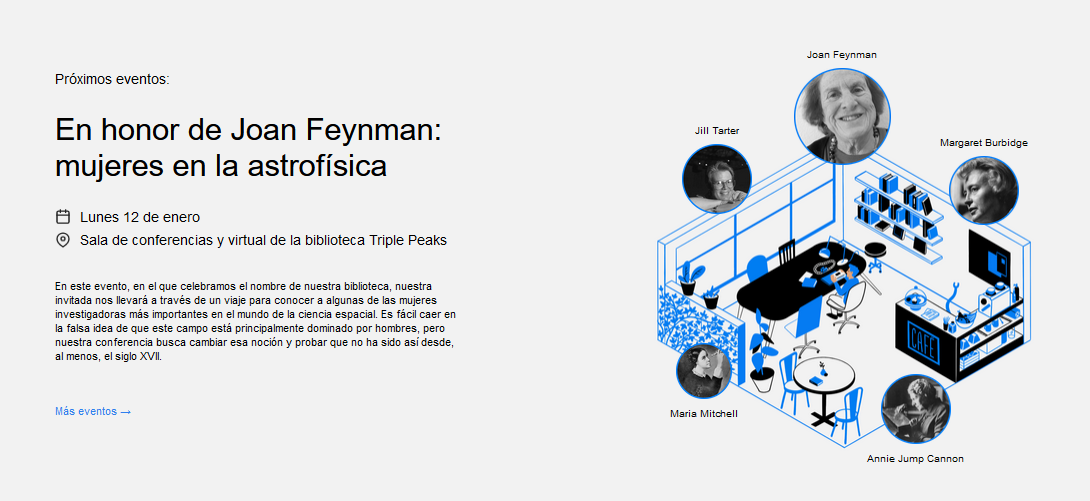 Próximos eventos:
En honor de Joan Feynman:
mujeres en la astrofísica
Lunes 12 de enero
Sala de conferencias y virtual de la biblioteca Triple Peaks
En este evento, en el que celebramos el nombre de nuestra biblioteca, nuestra
invitada nos llevará a través de un viaje para conocer a algunas de las mujeres
investigadoras más importantes en el mundo de la ciencia espacial. Es fácil caer en
la falsa idea de que este campo está principalmente dominado por hombres, pero
nuestra conferencia busca cambiar esa noción y probar que no ha sido así desde,
al menos, el siglo XVII.
Más eventos →
Joan Feynman
Jill Tarter
Margaret Burbidge
CAFÉ
Maria Mitchell
Annie Jump Cannon